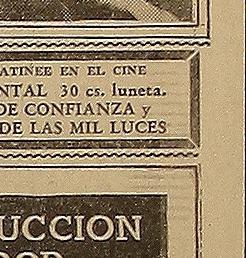 ATINEE EN EL CINE
NTAL 30 cs. luneta.
DE CONFIANZA y
DE LAS MIL LUCES
UCCION